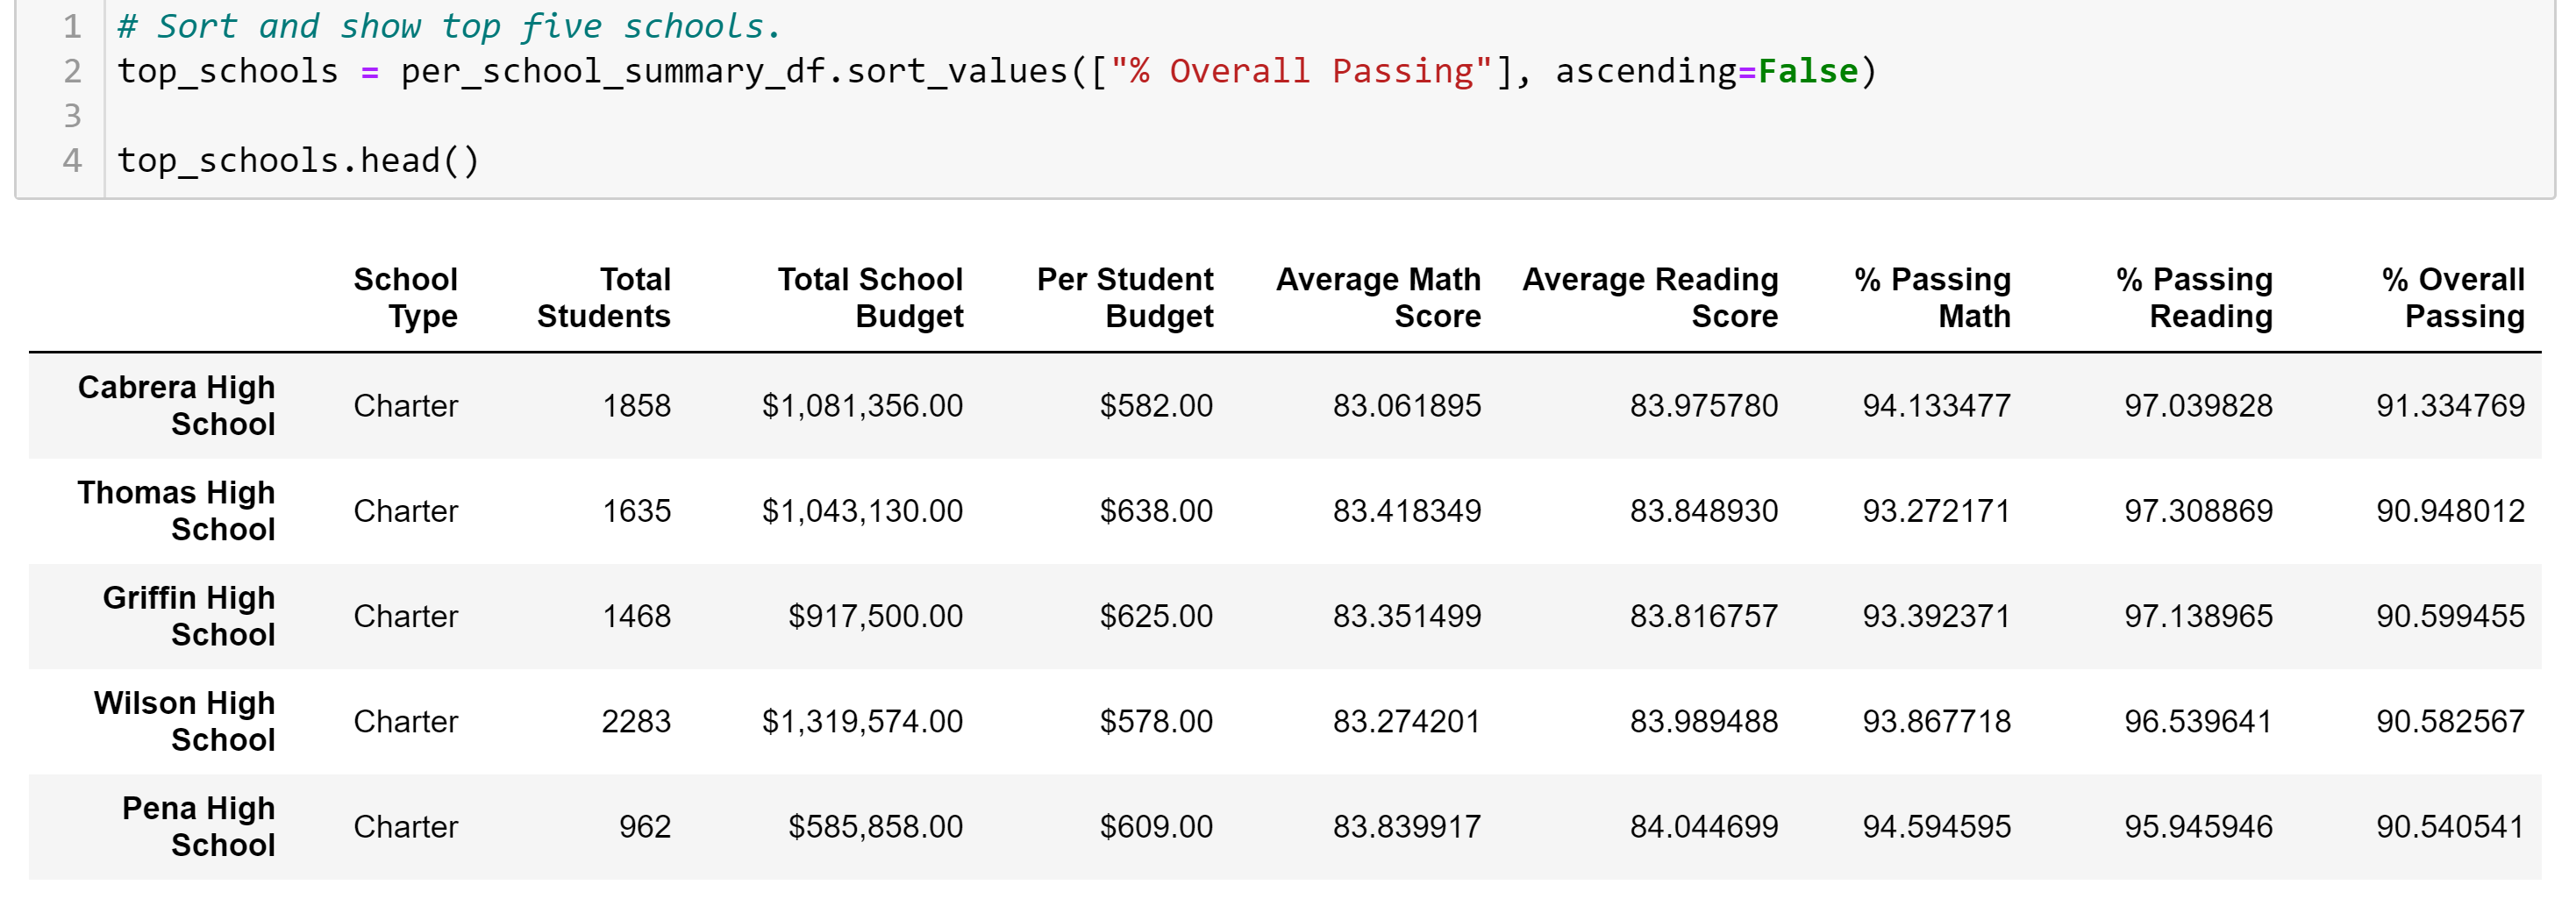 1 # Sort and show top five schools.
2 top_schools = per_school_summary_df.sort_values(["% Overall Passing"], ascending=False)
3
4 top_schools.head()
School Total Total School Per Student Average Math Average Reading % Passing % Passing % Overall
Type Students Budget Budget Score Score Math Reading Passing
Cabrera High
School Charter 1858 $1,081,356.00 $582.00 83.061895 83.975780 94.133477 97.039828 91.334769
Thomas High
School Charter 1635 $1,043,130.00 $638.00 83.418349 83.848930 93.272171 97.308869 90.948012
Griffin High
School Charter 1468 $917,500.00 $625.00 83.351499 83.816757 93.392371 97.138965 90.599455
Wilson High
School Charter 2283 $1,319,574.00 $578.00 83.274201 83.989488 93.867718 96.539641 90.582567
Pena High
School Charter 962 $585,858.00 $609.00 83.839917 84.044699 94.594595 95.945946 90.540541